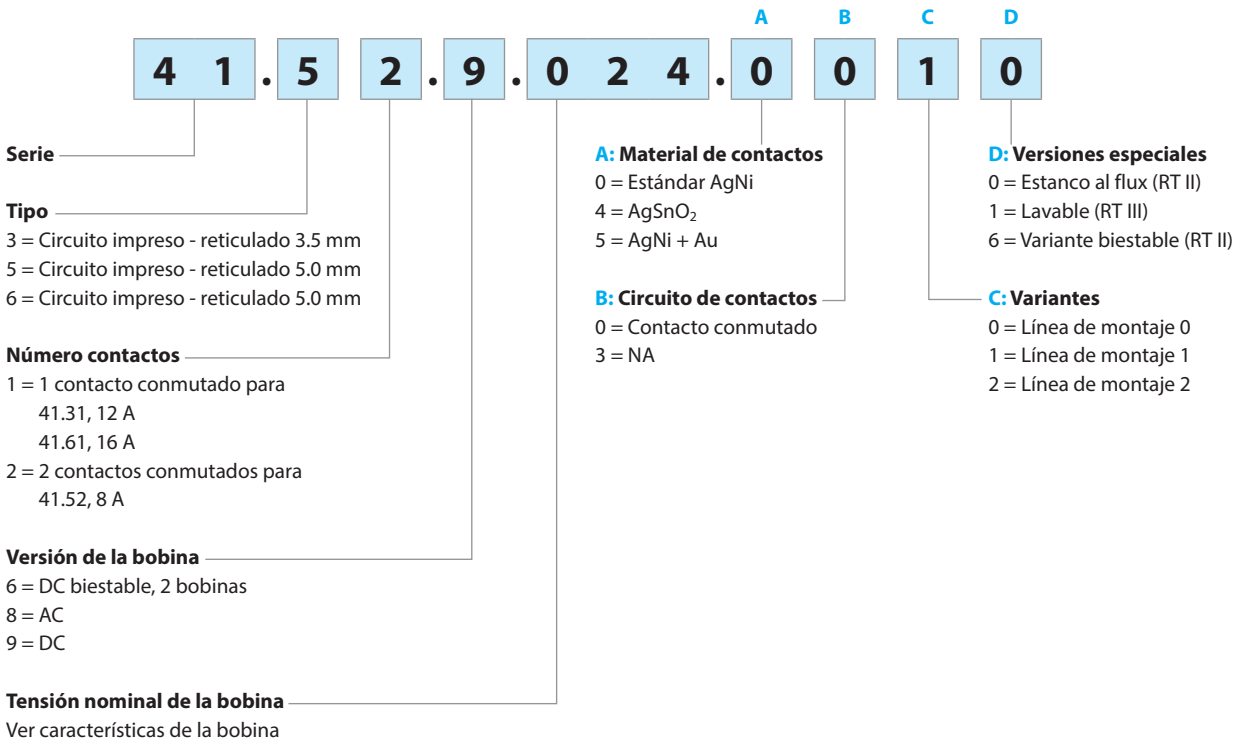 A B C D
4 1 . 5 2 . 9 . 0 2 4 . 0 0 1 0
Serie
Tipo
3 = Circuito impreso - reticulado 3.5 mm
5 = Circuito impreso - reticulado 5.0 mm
6 = Circuito impreso - reticulado 5.0 mm
Número contactos
1 = 1 contacto conmutado para
41.31, 12 A
41.61, 16 A
2 = 2 contactos conmutados para
41.52, 8 A
Versión de la bobina
6 = DC biestable, 2 bobinas
8 = AC
9 = DC
Tensión nominal de la bobina
Ver características de la bobina
A: Material de contactos
0 = Estándar AgNi
4 = AgSnO₂
5 = AgNi + Au
B: Circuito de contactos
0 = Contacto conmutado
3 = NA
D: Versiones especiales
0 = Estanco al flux (RT II)
1 = Lavable (RT III)
6 = Variante biestable (RT II)
C: Variantes
0 = Línea de montaje 0
1 = Línea de montaje 1
2 = Línea de montaje 2